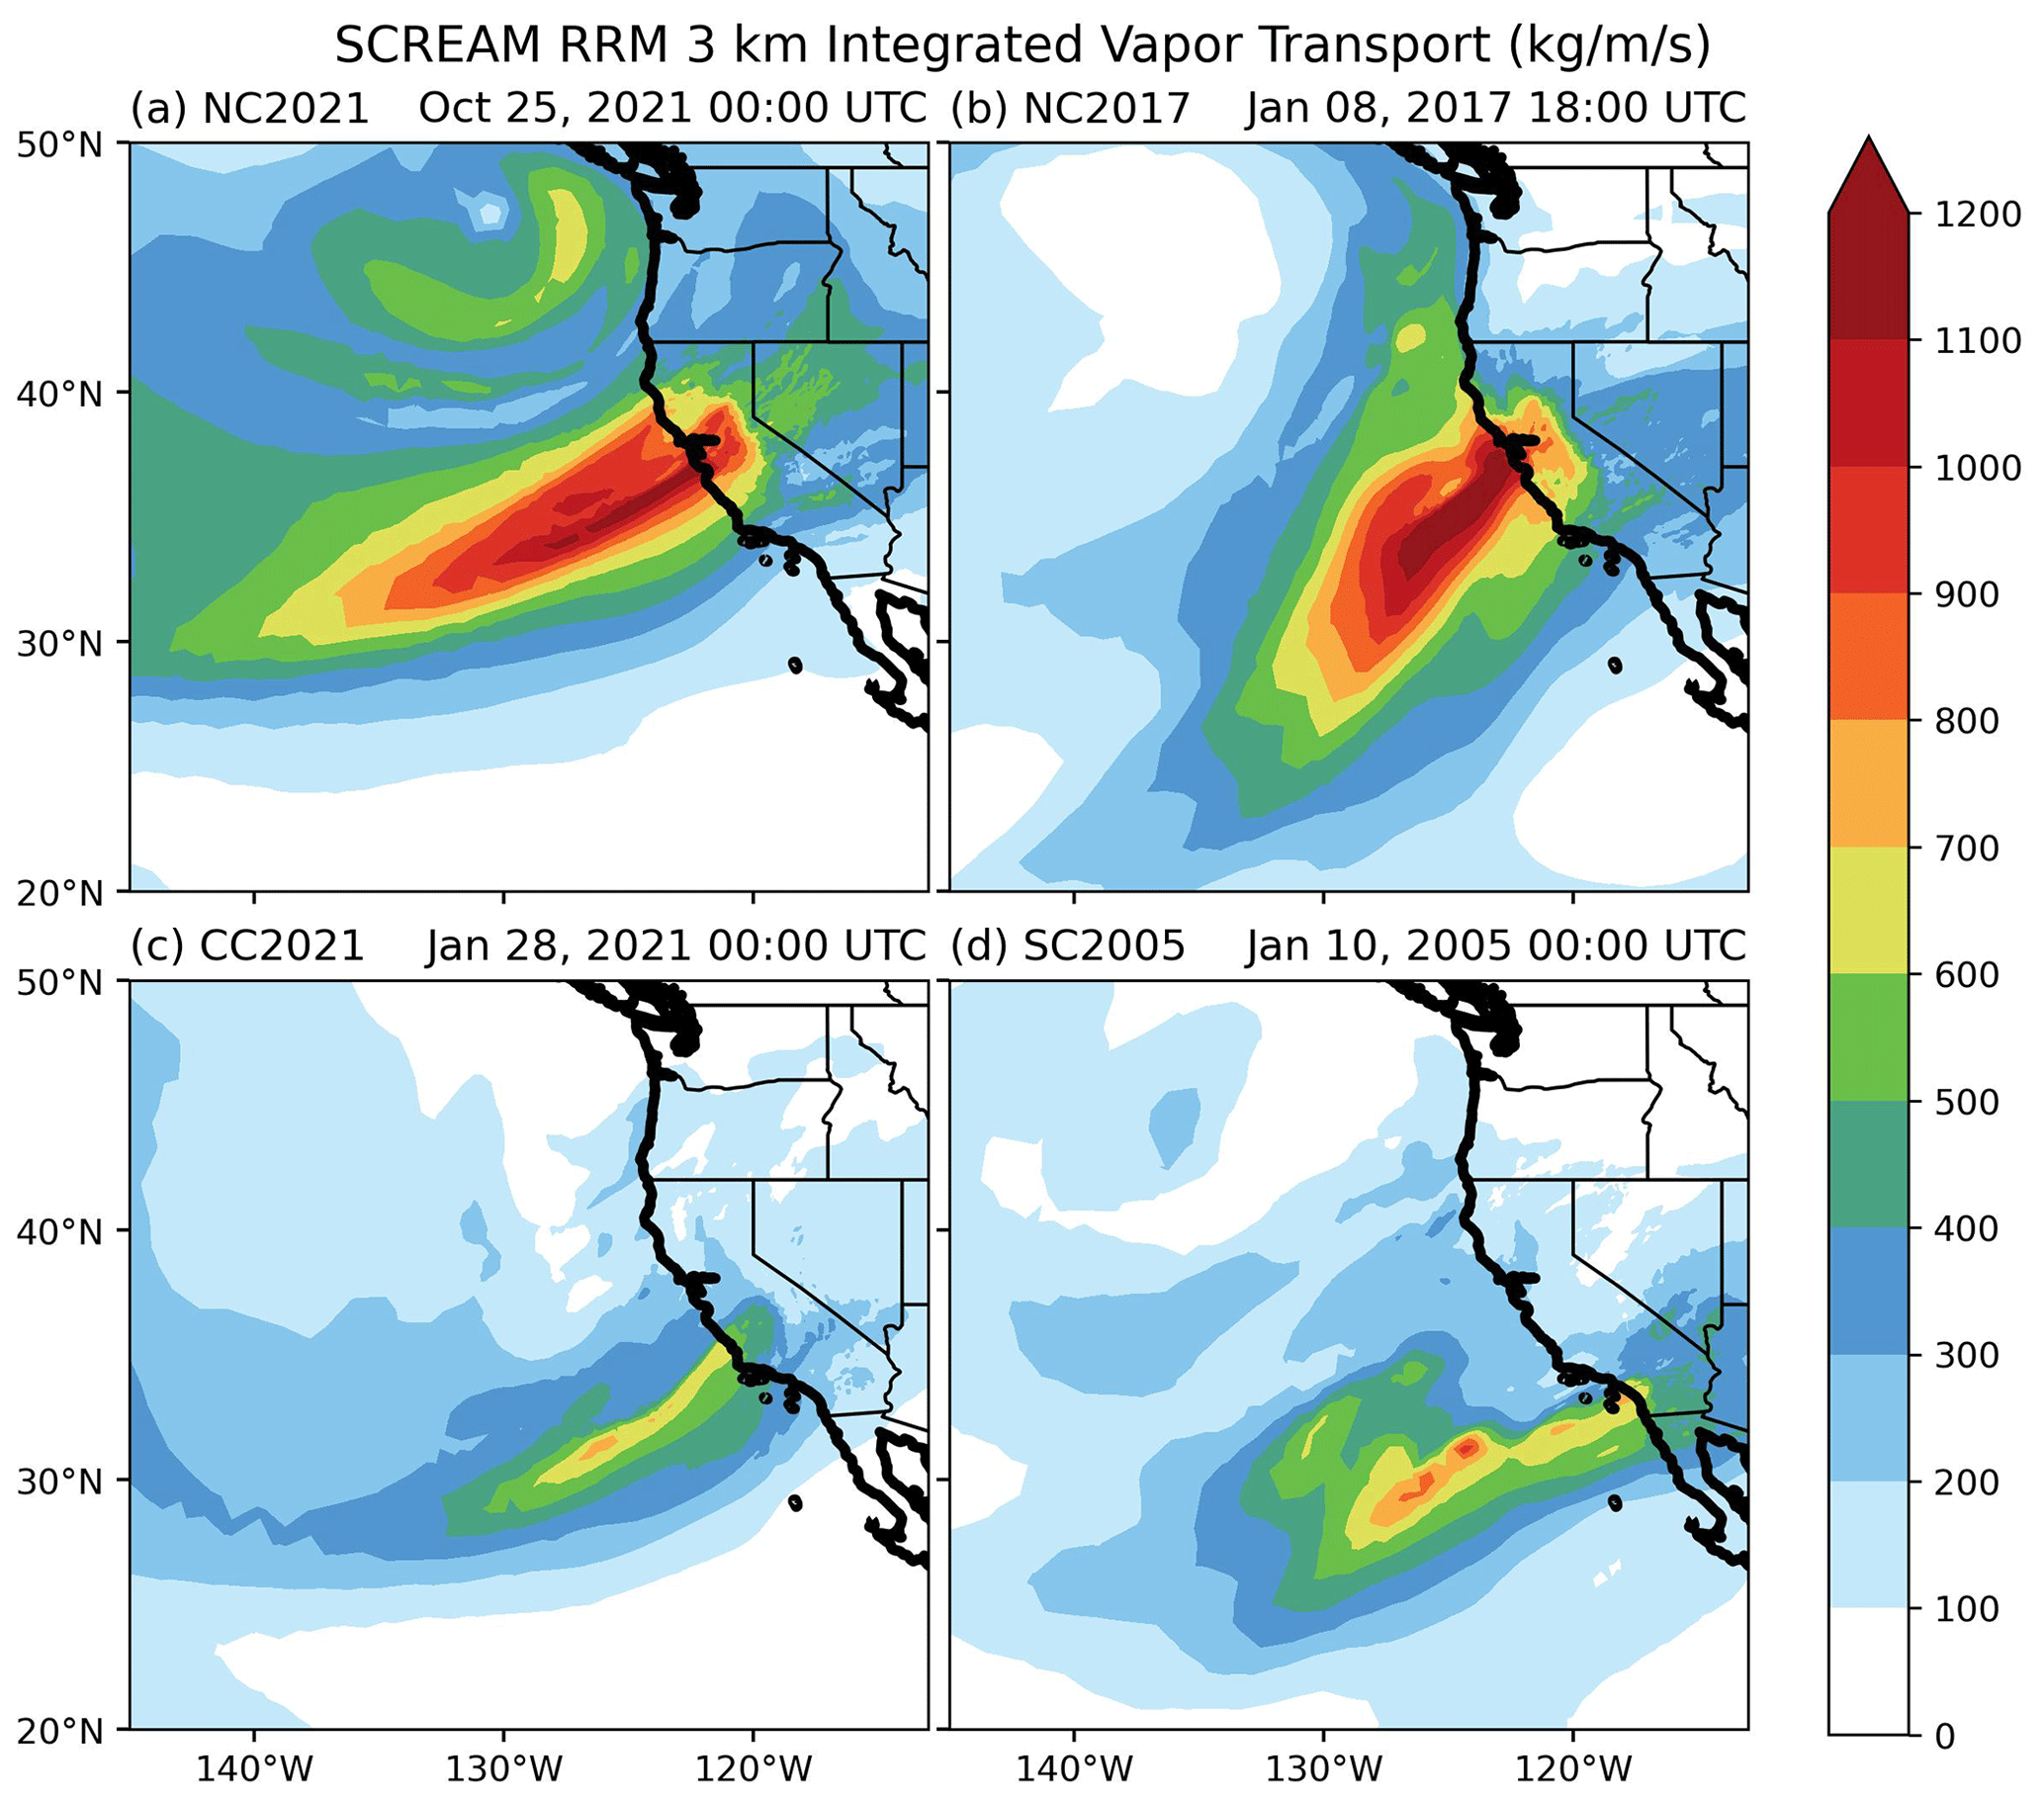 SCREAM RRM 3 km Integrated Vapor Transport (kg/m/s)
(a) NC2021 Oct 25, 2021 00:00 UTC
(b) NC2017 Jan 08, 2017 18:00 UTC
50°N
40°N
30°N
20°N
(c) CC2021 Jan 28, 2021 00:00 UTC
(d) SC2005 Jan 10, 2005 00:00 UTC
50°N
40°N
30°N
20°N
140°W 130°W 120°W
140°W 130°W 120°W
1200
1100
1000
900
800
700
600
500
400
300
200
100
0